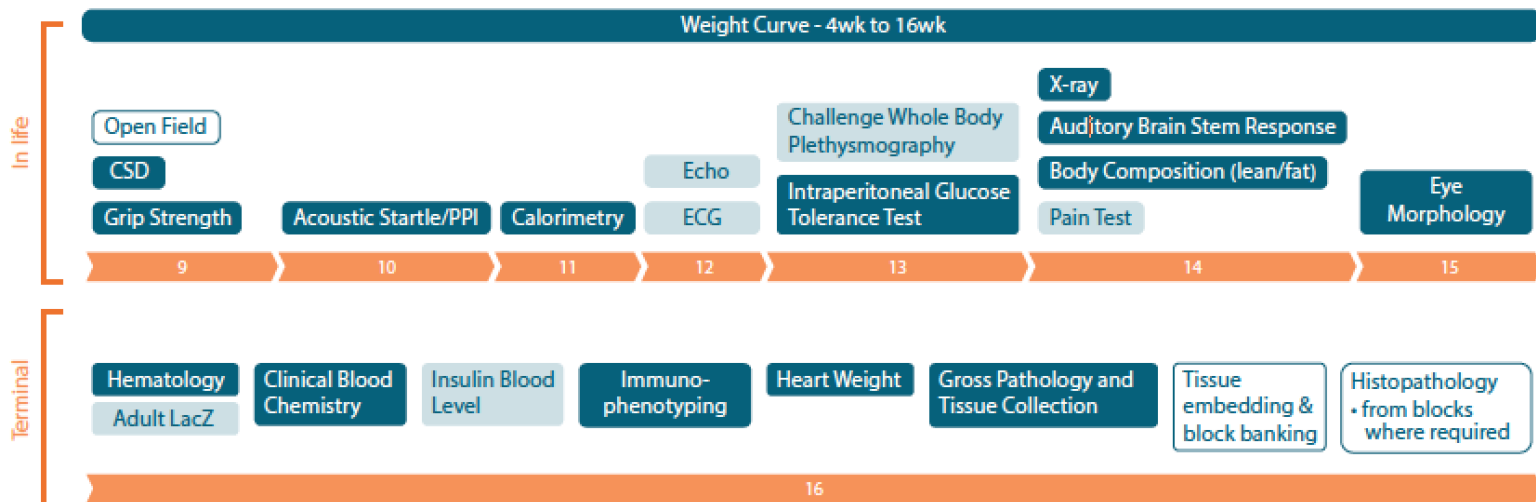 Weight Curve - 4wk to 16wk
In life
Open Field
CSD
Grip Strength
Acoustic Startle/PPI
Calorimetry
Echo
ECG
Challenge Whole Body
Plethysmography
Intraperitoneal Glucose
Tolerance Test
X-ray
Auditory Brain Stem Response
Body Composition (lean/fat)
Pain Test
Eye
Morphology
9
10
11
12
13
14
15
Terminal
Hematology
Adult LacZ
Clinical Blood
Chemistry
Insulin Blood
Level
Immuno-
phenotyping
Heart Weight
Gross Pathology and
Tissue Collection
Tissue
embedding &
block banking
Histopathology
• from blocks
where required
16